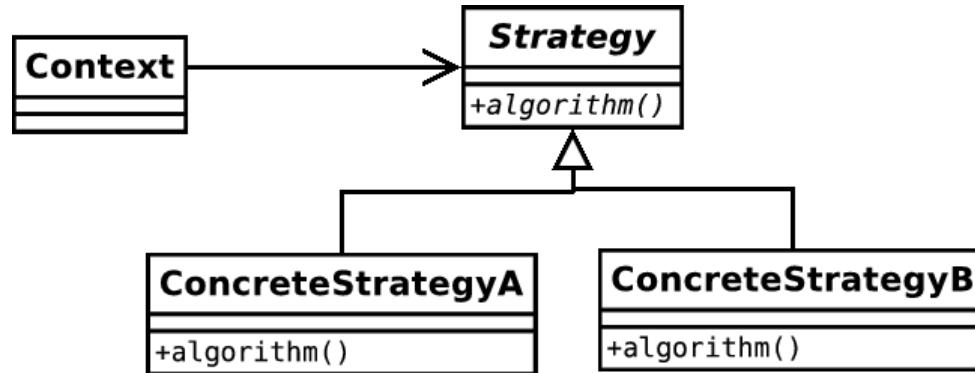 Strategy
Context
+algorithm()
ConcreteStrategyA
ConcreteStrategyB
+algorithm()
+algorithm()